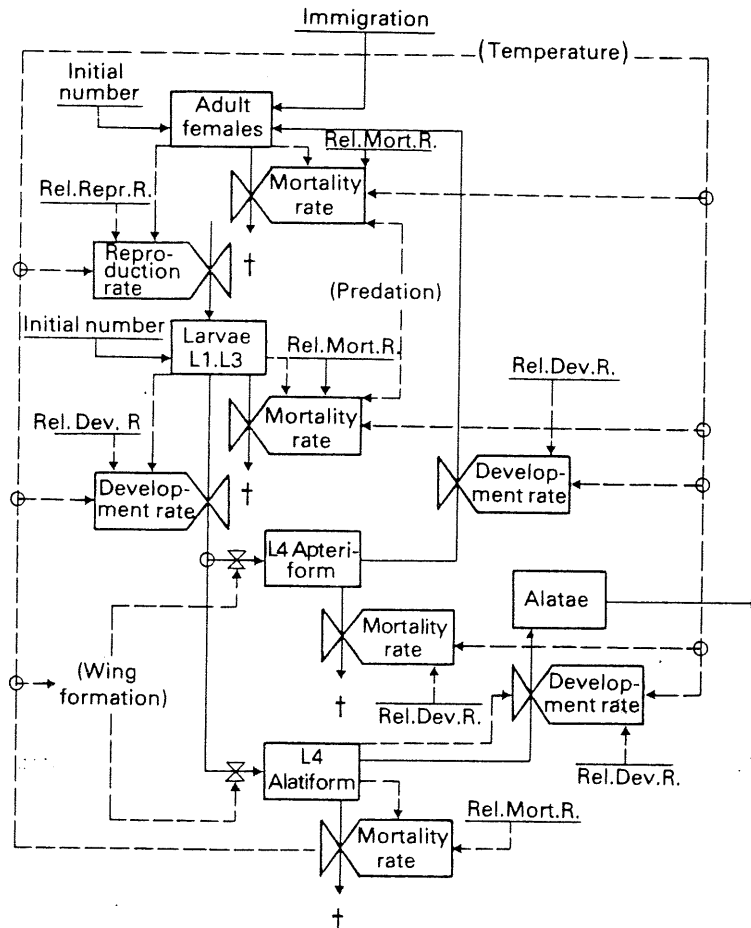 Immigration
(Temperature)
Initial
number
Adult
females
Rel.Mort.R.
Mortality
rate
Rel.Repr.R.
Repro-
duction
rate
†
(Predation)
Initial number
Larvae
L1.L3
Rel.Mort.R.
Rel.Dev.R.
Mortality
rate
Rel.Dev. R
Development rate
†
†
Develop-
ment rate
L4 Apteri-
form
Alatae
Mortality
rate
(Wing
formation)
Develop-
ment rate
†
Rel.Dev.R.
L4
Alatiform
Rel.Dev.R.
Rel.Mort.R.
Mortality
rate
†